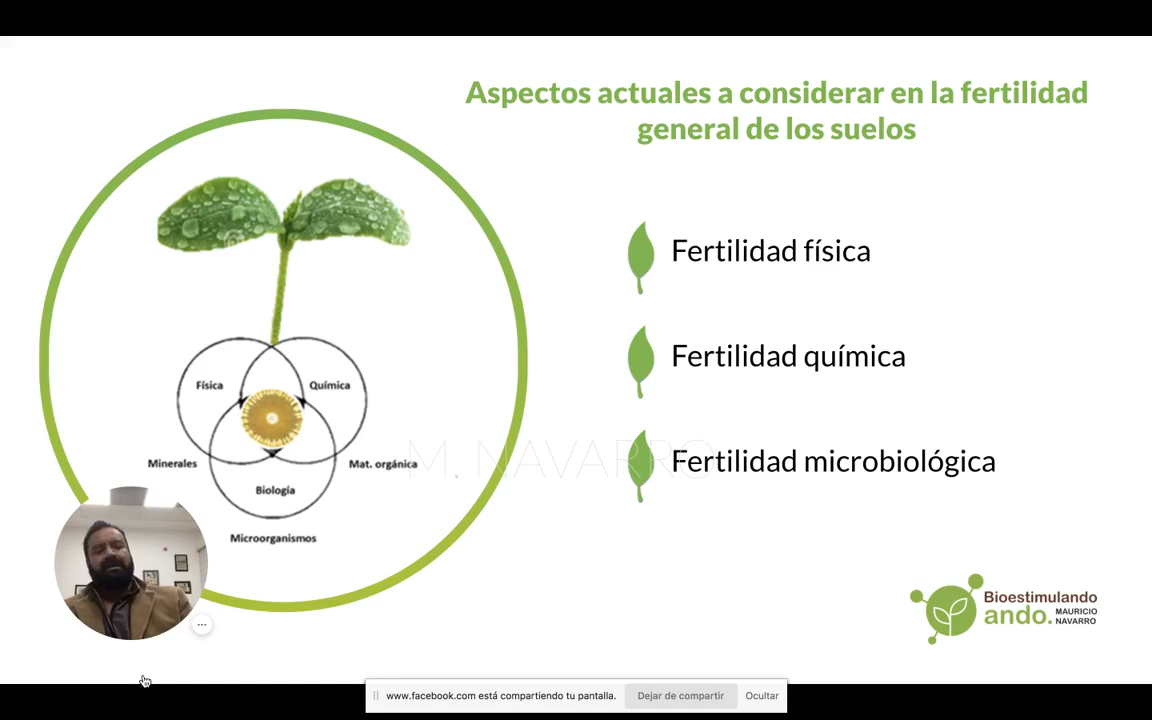 Aspectos actuales a considerar en la fertilidad
general de los suelos
Fertilidad física
Fertilidad química
Fertilidad microbiológica
Física
Química
Minerales
Mat. orgánica
Biología
Microorganismos
M. NAVARRO
Bioestimulando
ando.
MAURICIO
NAVARRO
www.facebook.com está compartiendo tu pantalla.
Dejar de compartir
Ocultar